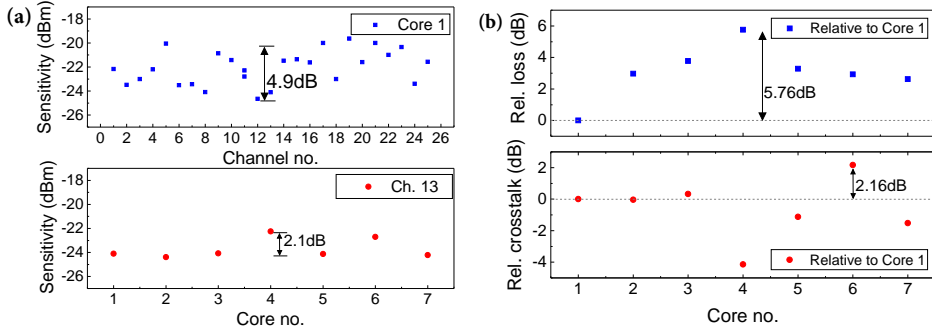 (a)
Sensitivity (dBm)
-18
-20
-22
-24
-26
Core 1
4.9dB
0 2 4 6 8 10 12 14 16 18 20 22 24 26
Channel no.
Sensitivity (dBm)
-18
-20
-22
-24
-26
Ch. 13
2.1dB
1 2 3 4 5 6 7
Core no.
(b)
Rel. loss (dB)
6
4
2
0
Relative to Core 1
5.76dB
Rel. crosstalk (dB)
2
0
-2
-4
2.16dB
Relative to Core 1
1 2 3 4 5 6 7
Core no.